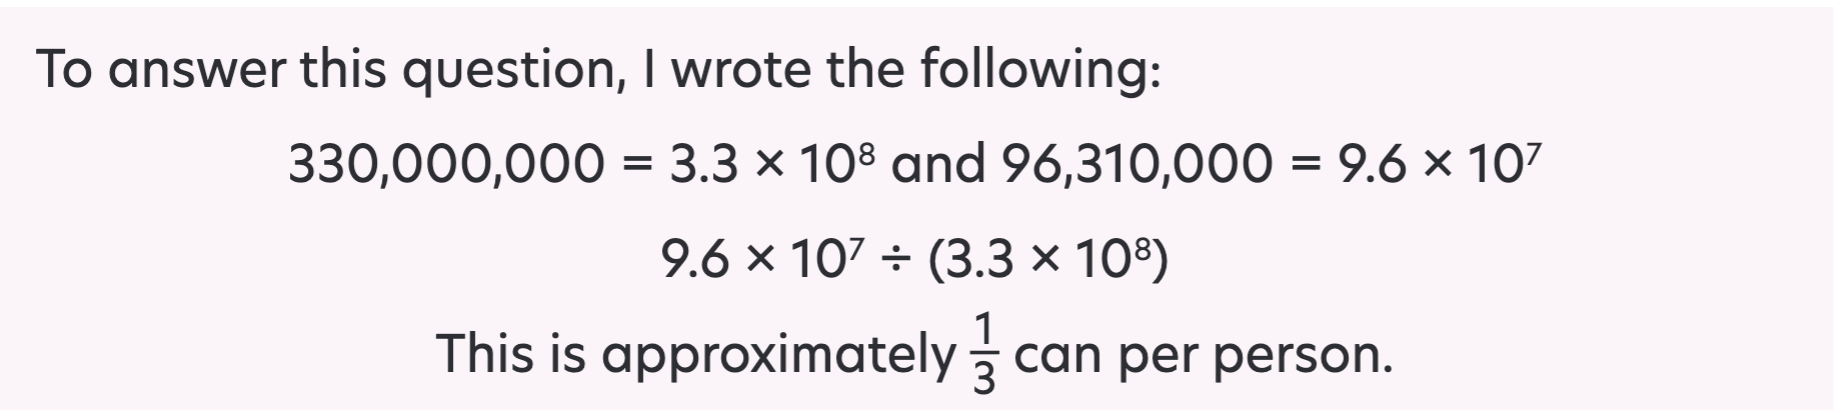 To answer this question, I wrote the following:
330,000,000 = 3.3 × 10⁸ and 96,310,000 = 9.6 × 10⁷
9.6 × 10⁷ ÷ (3.3 × 10⁸)
This is approximately 1/3 can per person.